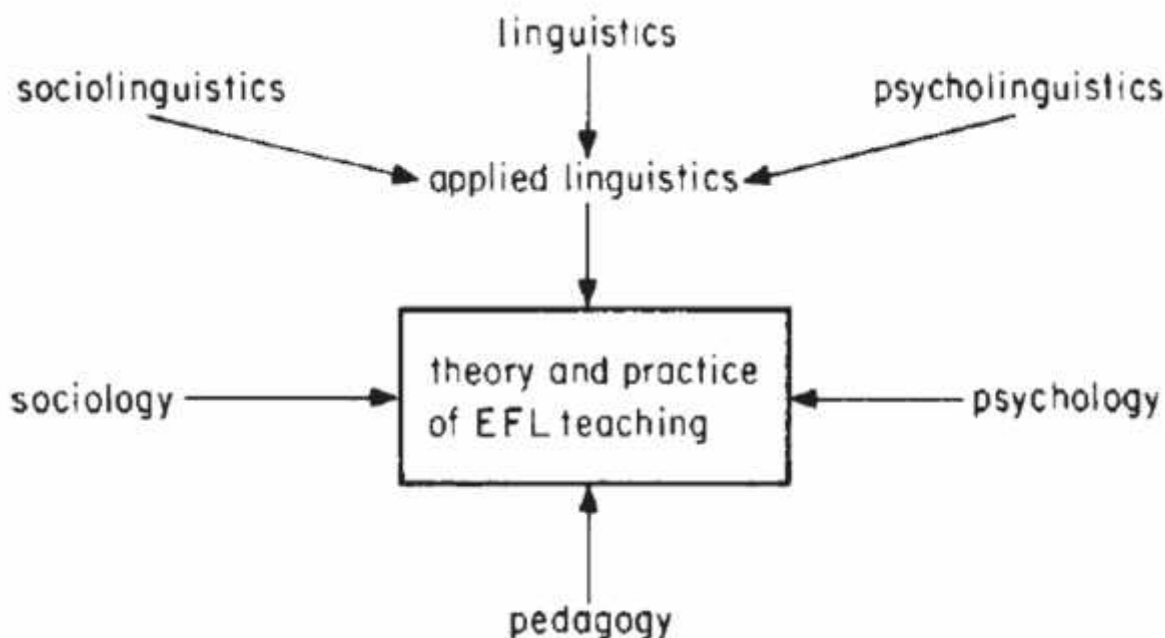 linguistics
sociolinguistics
psycholinguistics
applied linguistics
theory and practice
of EFL teaching
sociology
psychology
pedagogy